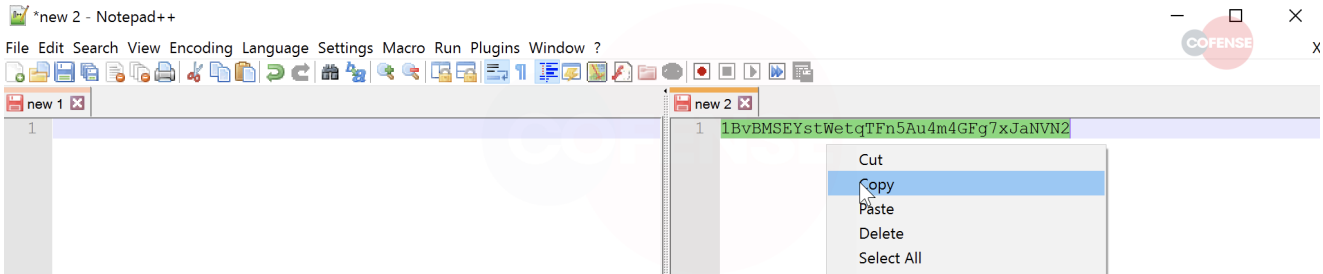 *new 2 - Notepad++
COFENSE
File Edit Search View Encoding Language Settings Macro Run Plugins Window ? X
new 1
new 2
1
1 1BvBMSEYstWetqTFn5Au4m4GFg7xJaNVN2
Cut
Copy
Paste
Delete
Select All
COFENSE